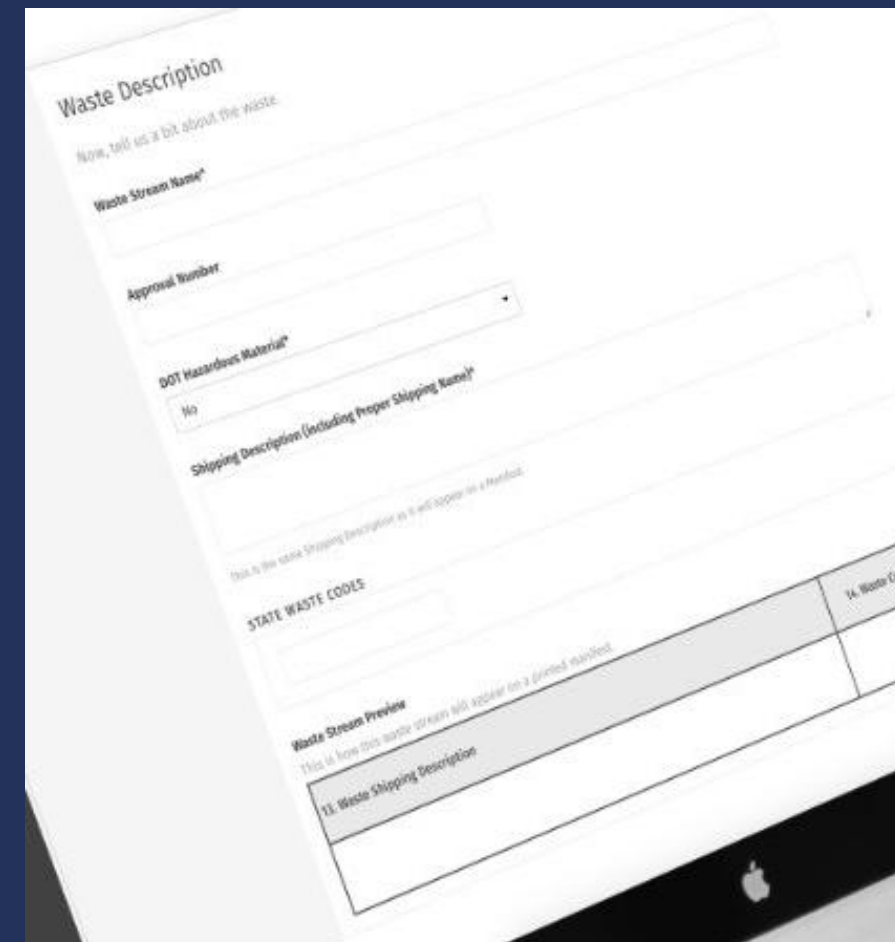 Waste Description
Now, tell us a bit about the waste.
Waste Stream Name*
Approval Number
DOT Hazardous Material*
No
Shipping Description (including Proper Shipping Name)*
This is the same Shipping Description as it will appear on a Manifest.
STATE WASTE CODES
Waste Stream Preview
This is how this waste stream will appear on a printed manifest.
13. Waste Shipping Description
14. Waste